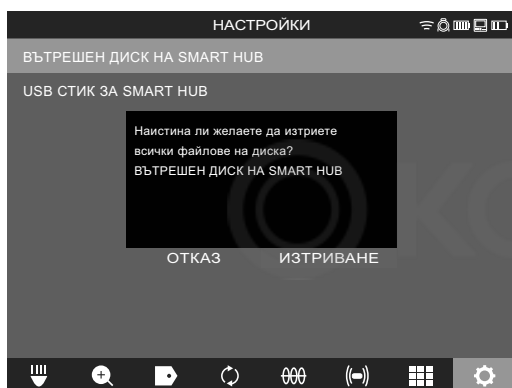 НАСТРОЙКИ
ВЪТРЕШЕН ДИСК НА SMART HUB
USB СТИК ЗА SMART HUB
Наистина ли желаете да изтриете
всички файлове на диска?
ВЪТРЕШЕН ДИСК НА SMART HUB
ОТКАЗ ИЗТРИВАНЕ